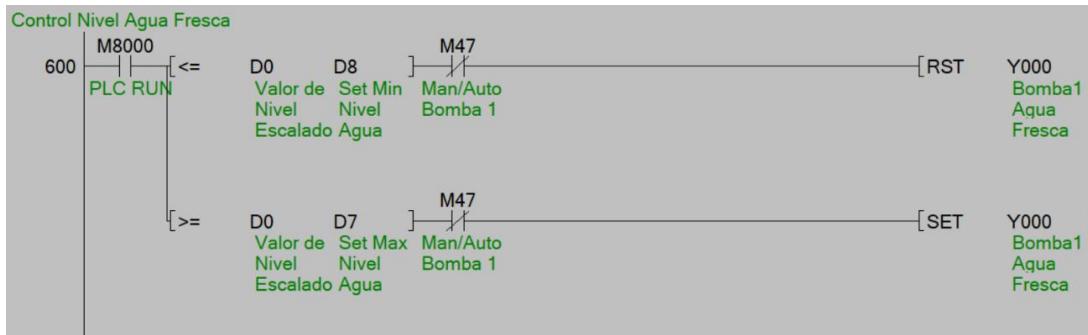 Control Nivel Agua Fresca
M8000 M47
600 [<= D0 D8 ] [RST Y000
PLC RUN Valor de Set Min Man/Auto Bomba1
Nivel Nivel Bomba 1 Agua
Escalado Agua Fresca
M47
[>= D0 D7 ] [SET Y000
Valor de Set Max Man/Auto Bomba1
Nivel Nivel Bomba 1 Agua
Escalado Agua Fresca